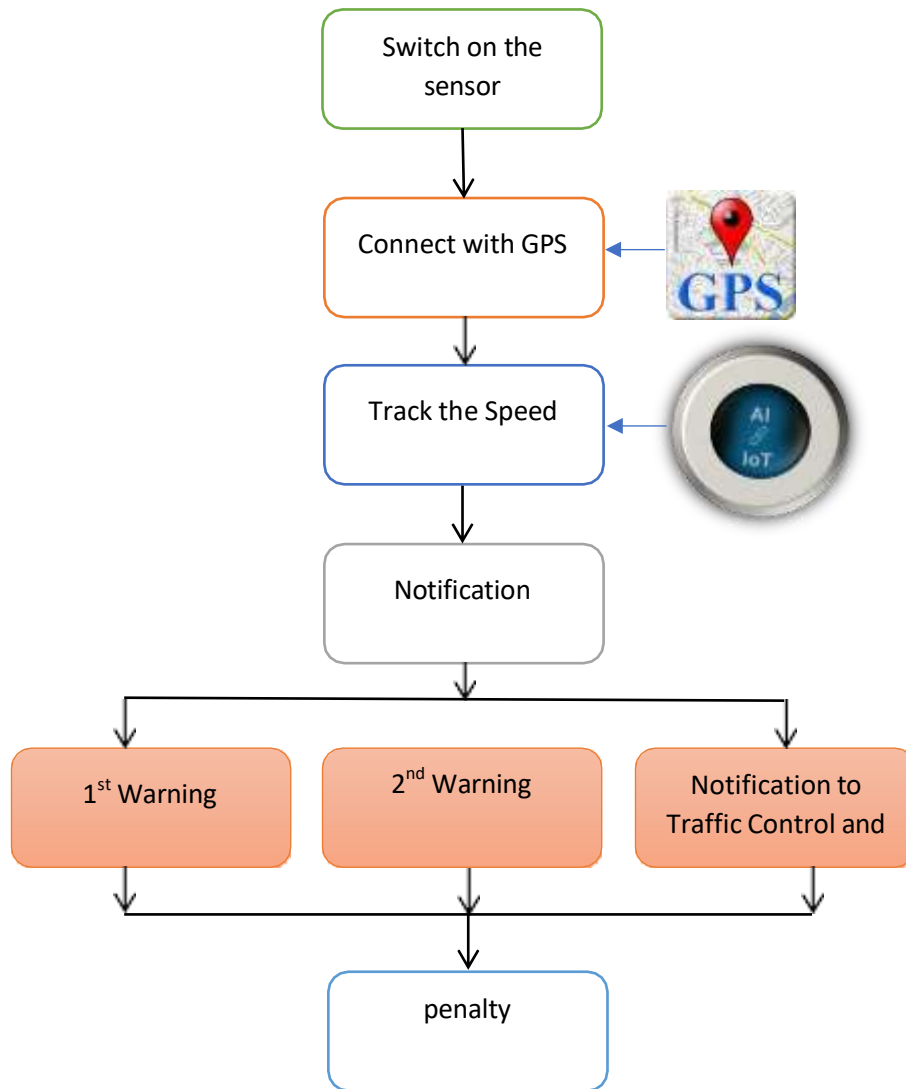 Switch on the
sensor
Connect with GPS
GPS
Track the Speed
AI
IoT
Notification
1st Warning
2nd Warning
Notification to
Traffic Control and
penalty